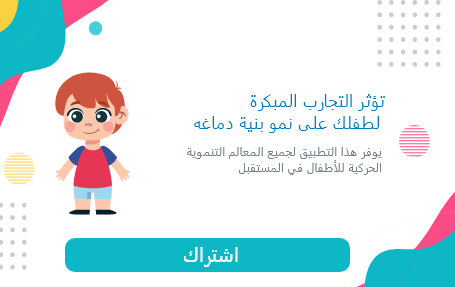 تؤثر التجارب المبكرة
لطفلك على نمو بنية دماغه
يوفر هذا التطبيق لجميع المعالم التنموية
الحركية للأطفال في المستقبل
اشتراك